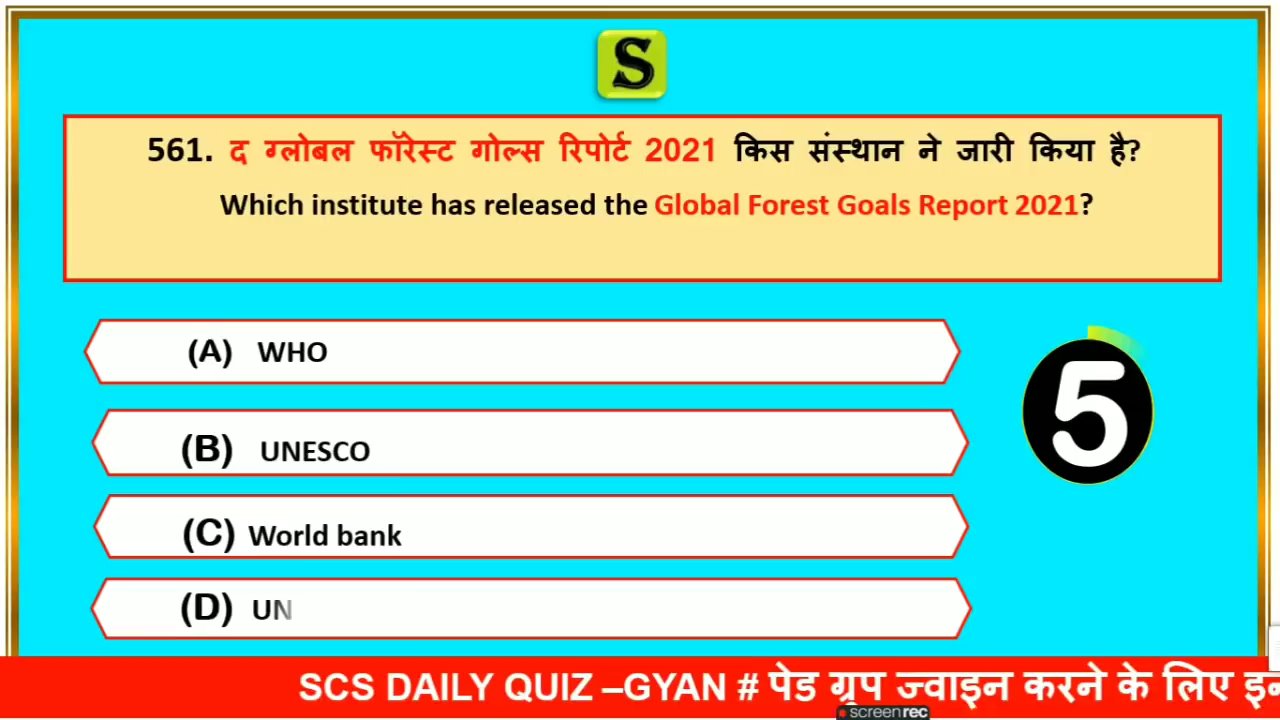 S
561. द ग्लोबल फॉरेस्ट गोल्स रिपोर्ट 2021 किस संस्थान ने जारी किया है?
Which institute has released the Global Forest Goals Report 2021?
(A) WHO
(B) UNESCO
5
(C) World bank
(D) UN
SCS DAILY QUIZ –GYAN # पेड ग्रुप ज्वाइन करने के लिए इन
screenrec